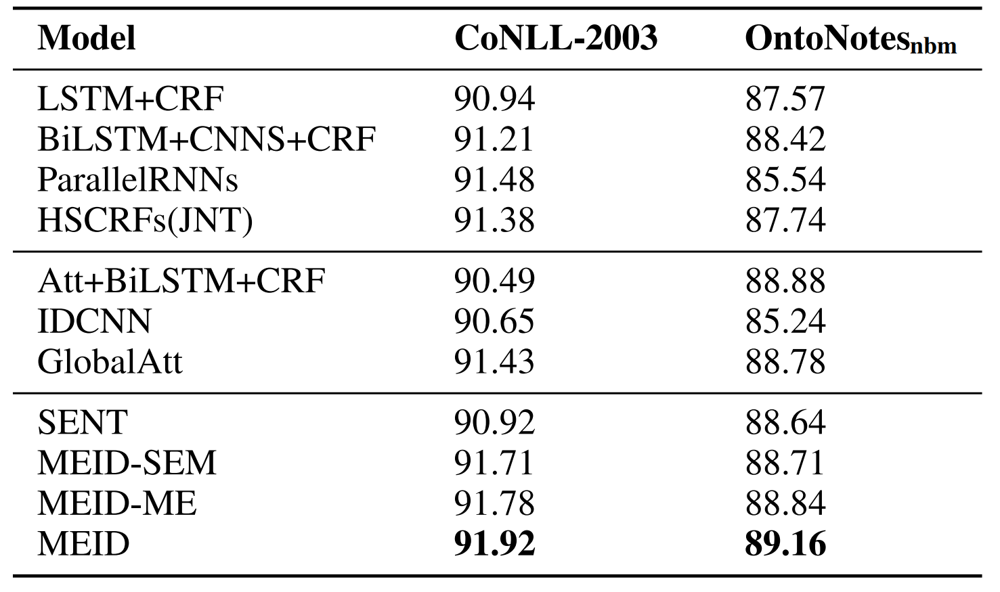 Model CoNLL-2003 OntoNotesnbm
LSTM+CRF 90.94 87.57
BiLSTM+CNNS+CRF 91.21 88.42
ParallelRNNs 91.48 85.54
HSCRFs(JNT) 91.38 87.74
Att+BiLSTM+CRF 90.49 88.88
IDCNN 90.65 85.24
GlobalAtt 91.43 88.78
SENT 90.92 88.64
MEID-SEM 91.71 88.71
MEID-ME 91.78 88.84
MEID 91.92 89.16